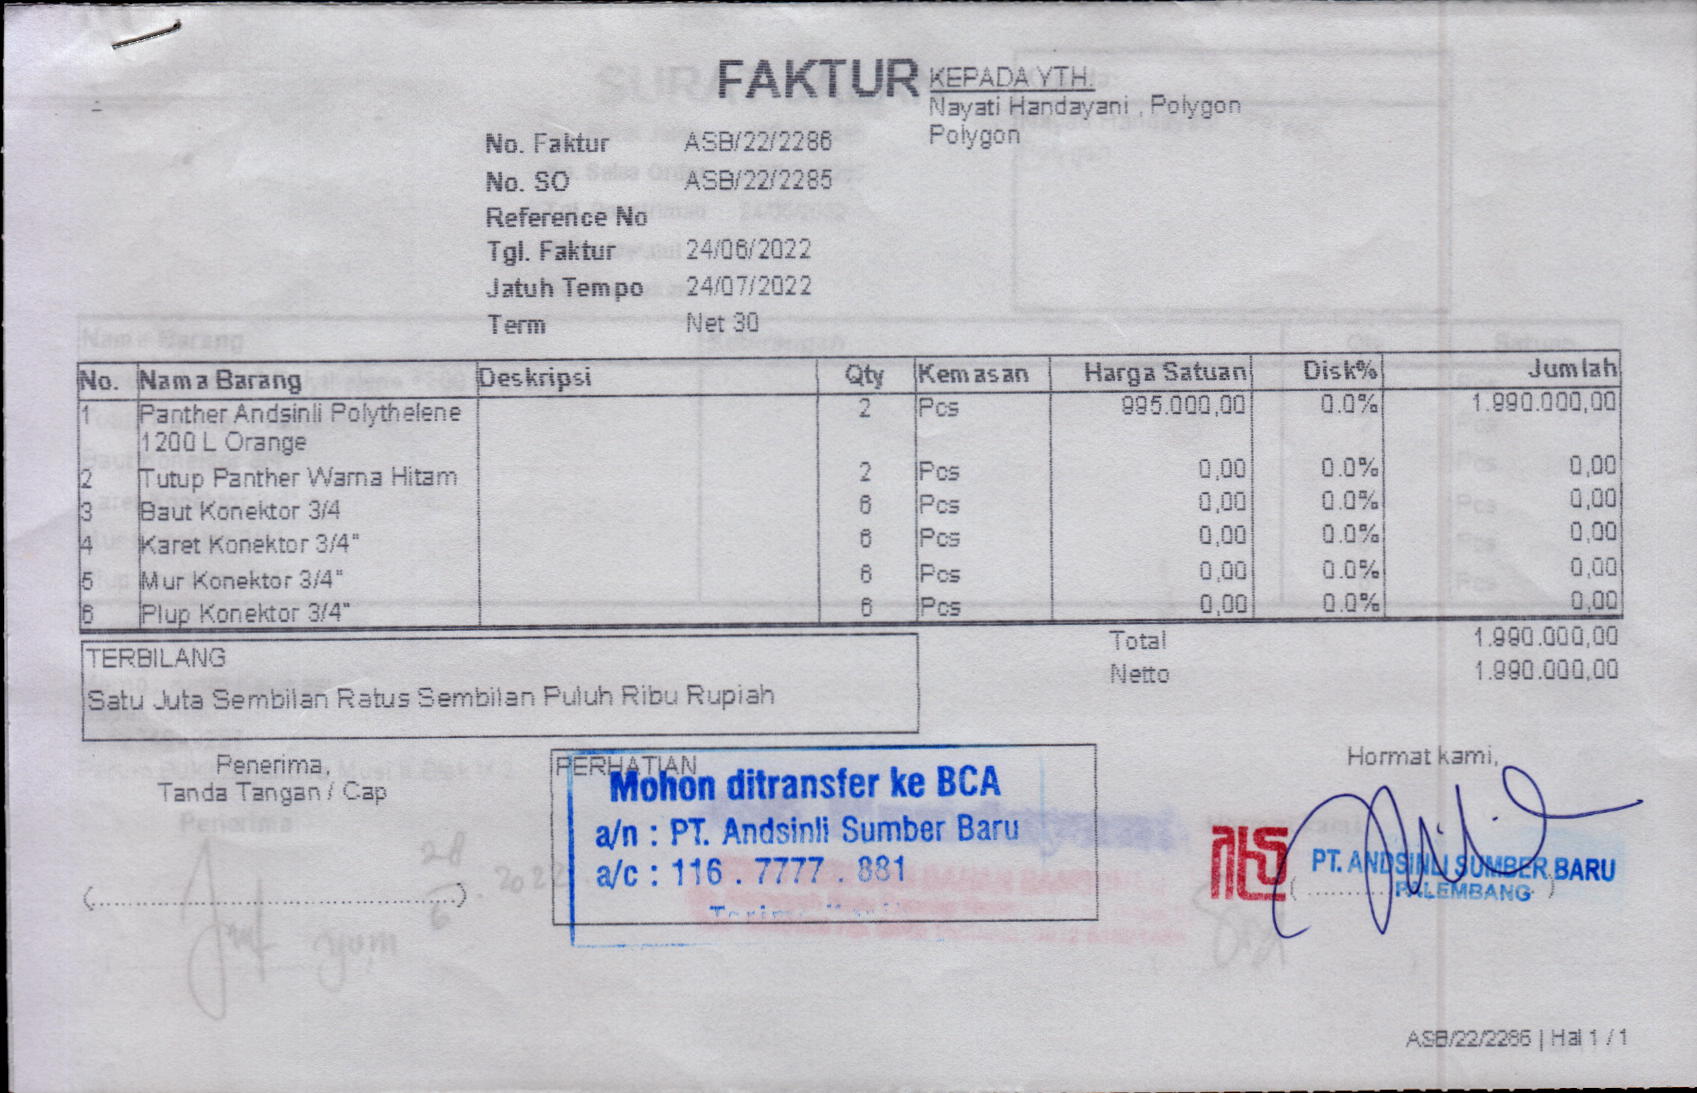 FAKTUR
KEPADA YTH.
Nayati Handayani , Polygon
Polygon
No. Faktur ASB/22/2286
No. SO ASB/22/2285
Reference No
Tgl. Faktur 24/06/2022
Jatuh Tempo 24/07/2022
Term Net 30
No. Nama Barang Deskripsi Qty Kemasan Harga Satuan Disk% Jumlah
1 Panther Andsinli Polythelene 2 Pcs 995.000,00 0.0% 1.990.000,00
1200 L Orange
2 Tutup Panther Warna Hitam 2 Pcs 0,00 0.0% 0,00
3 Baut Konektor 3/4 6 Pcs 0,00 0.0% 0,00
4 Karet Konektor 3/4" 6 Pcs 0,00 0.0% 0,00
5 Mur Konektor 3/4" 6 Pcs 0,00 0.0% 0,00
6 Plup Konektor 3/4" 6 Pcs 0,00 0.0% 0,00
Total 1.990.000,00
Netto 1.990.000,00
TERBILANG
Satu Juta Sembilan Ratus Sembilan Puluh Ribu Rupiah
Penerima,
Tanda Tangan / Cap
(..........................................)
PERHATIAN
Mohon ditransfer ke BCA
a/n : PT. Andsinli Sumber Baru
a/c : 116 . 7777 . 881
Hormat kami,
PT. ANDSINLI SUMBER BARU
PALEMBANG
28
6 . 2022
ASB/22/2286 | Hal 1 / 1